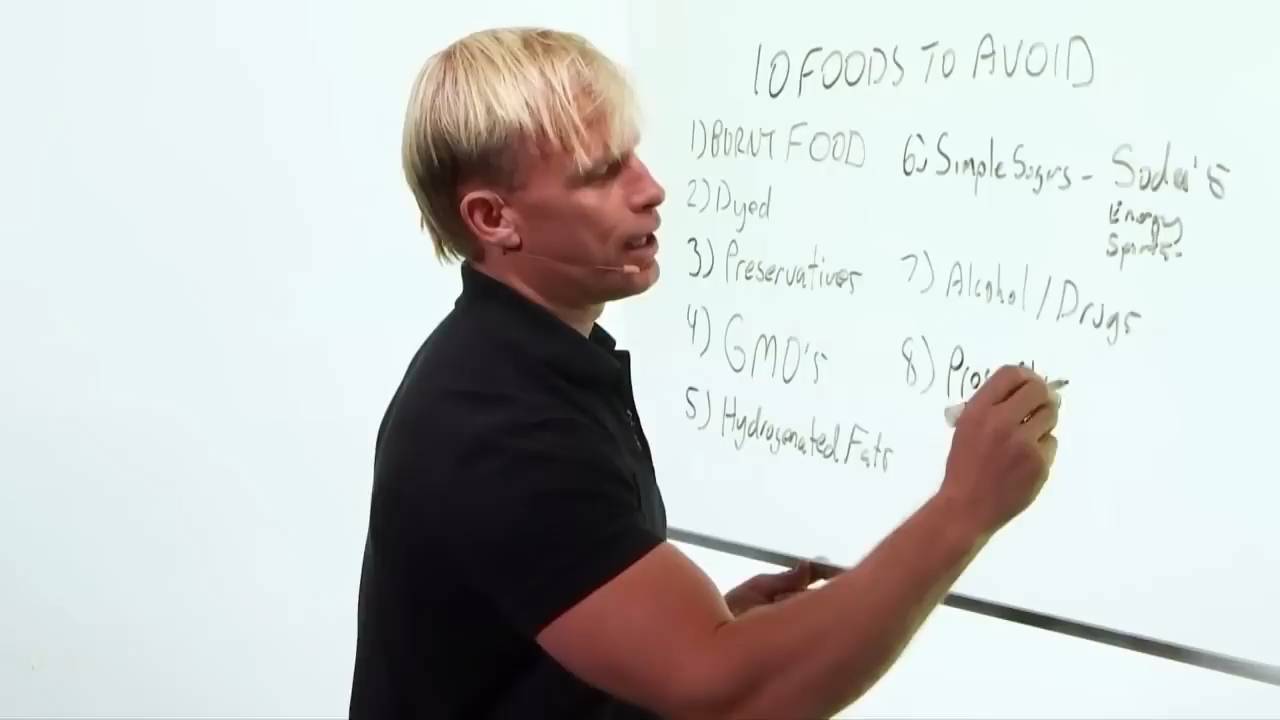 10 FOODS TO AVOID
1) BURNT FOOD
2) Dyed
3) Preservatives
4) GMO's
5) Hydrogenated Fats
6: Simple Sugars - Soda's
Energy
Sports-
7) Alcohol / Drugs
8)